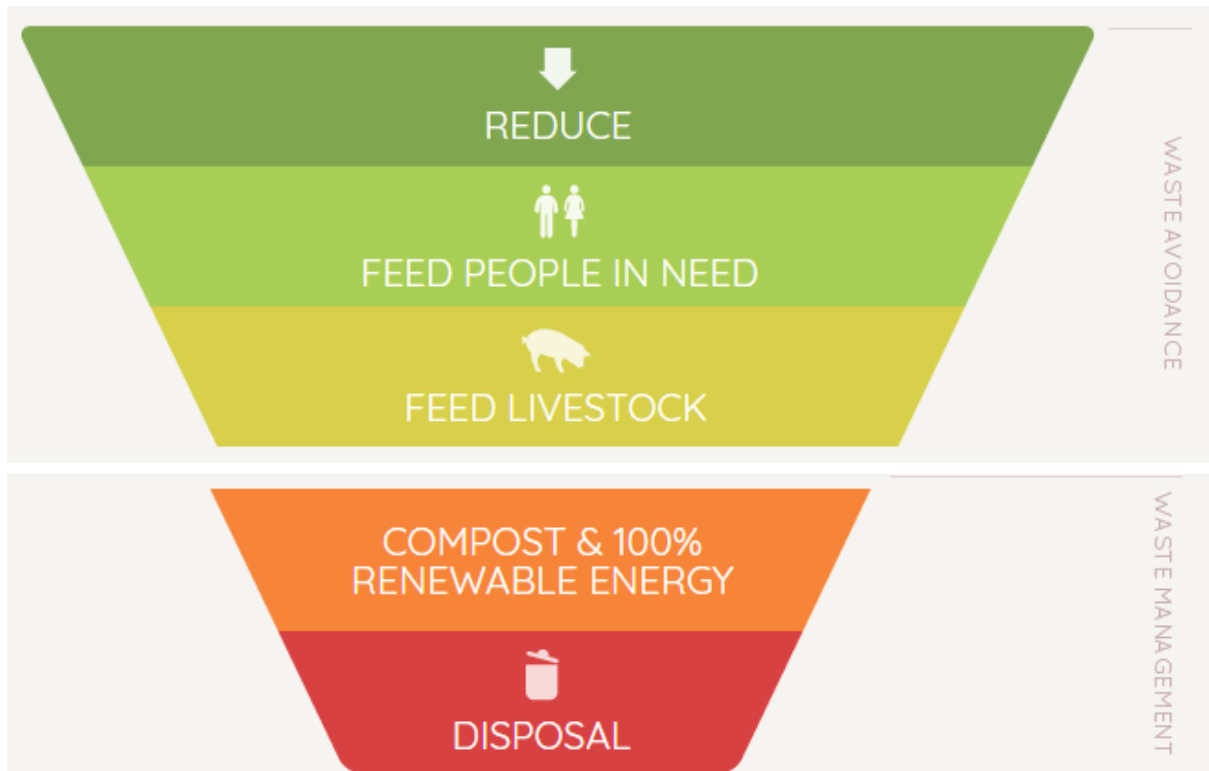 REDUCE
FEED PEOPLE IN NEED
FEED LIVESTOCK
WASTE AVOIDANCE
COMPOST & 100%
RENEWABLE ENERGY
DISPOSAL
WASTE MANAGEMENT